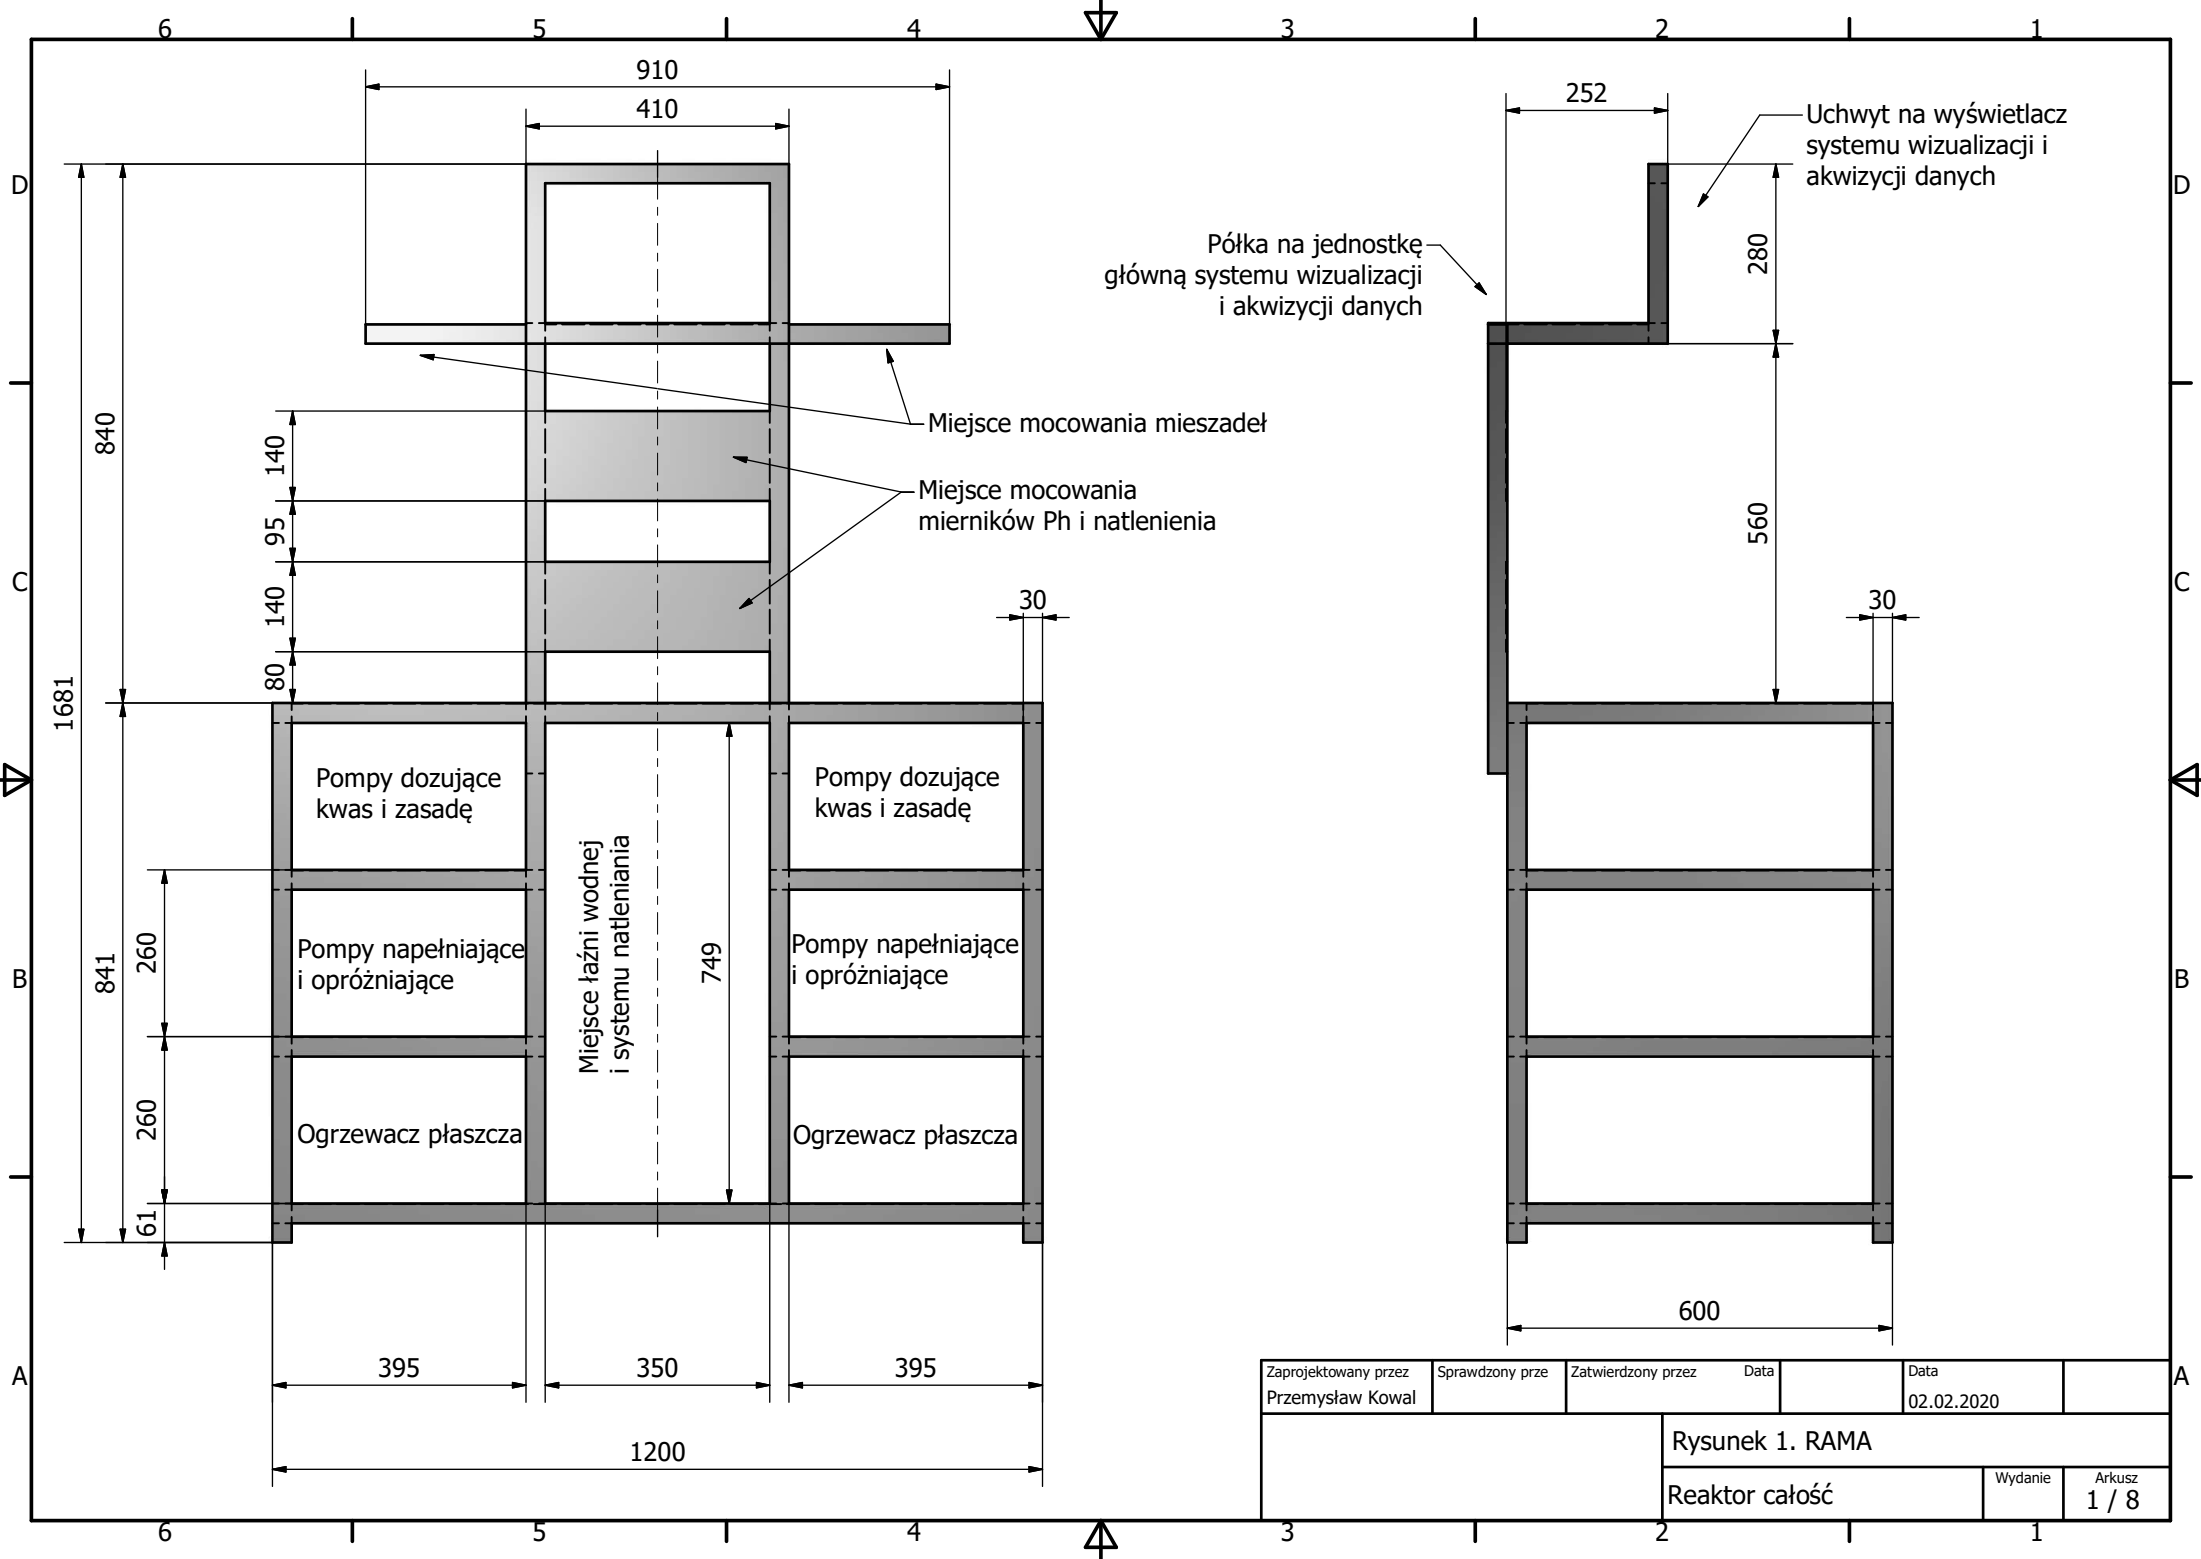 6 5 4 3 2 1
910
410
252
Uchwyt na wyświetlacz
systemu wizualizacji i
akwizycji danych
D
D
Półka na jednostkę
główną systemu wizualizacji
i akwizycji danych
280
840
140
Miejsce mocowania mieszadeł
Miejsce mocowania
mierników Ph i natlenienia
95
560
C
C
140
30
30
80
1681
Pompy dozujące
kwas i zasadę
Pompy dozujące
kwas i zasadę
Miejsce łaźni wodnej
i systemu natleniania
749
260
841
Pompy napełniające
i opróżniające
Pompy napełniające
i opróżniające
B
B
260
Ogrzewacz płaszcza
Ogrzewacz płaszcza
61
600
395
350
395
A
A
1200
Zaprojektowany przez
Przemysław Kowal
Sprawdzony prze
Zatwierdzony przez
Data
Data
02.02.2020
Rysunek 1. RAMA
Reaktor całość
Wydanie
Arkusz
1 / 8
6 5 4 3 2 1